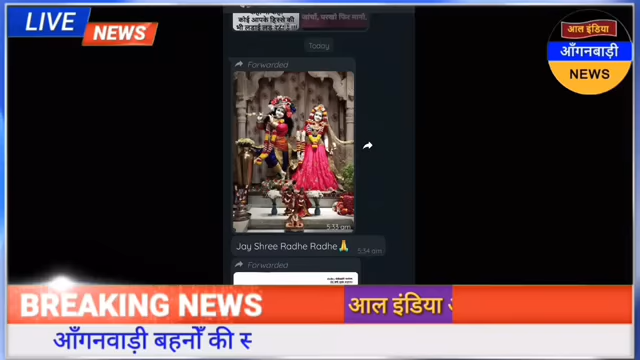 LIVE
NEWS
कोई आपके हिस्से की
Today
Forwarded
5:33 am
Jay Shree Radhe Radhe🙏
5:34 am
Forwarded
आल इंडिया
आँगनबाड़ी
NEWS
BREAKING NEWS
आल इंडिया
आँगनवाड़ी बहनोँ की